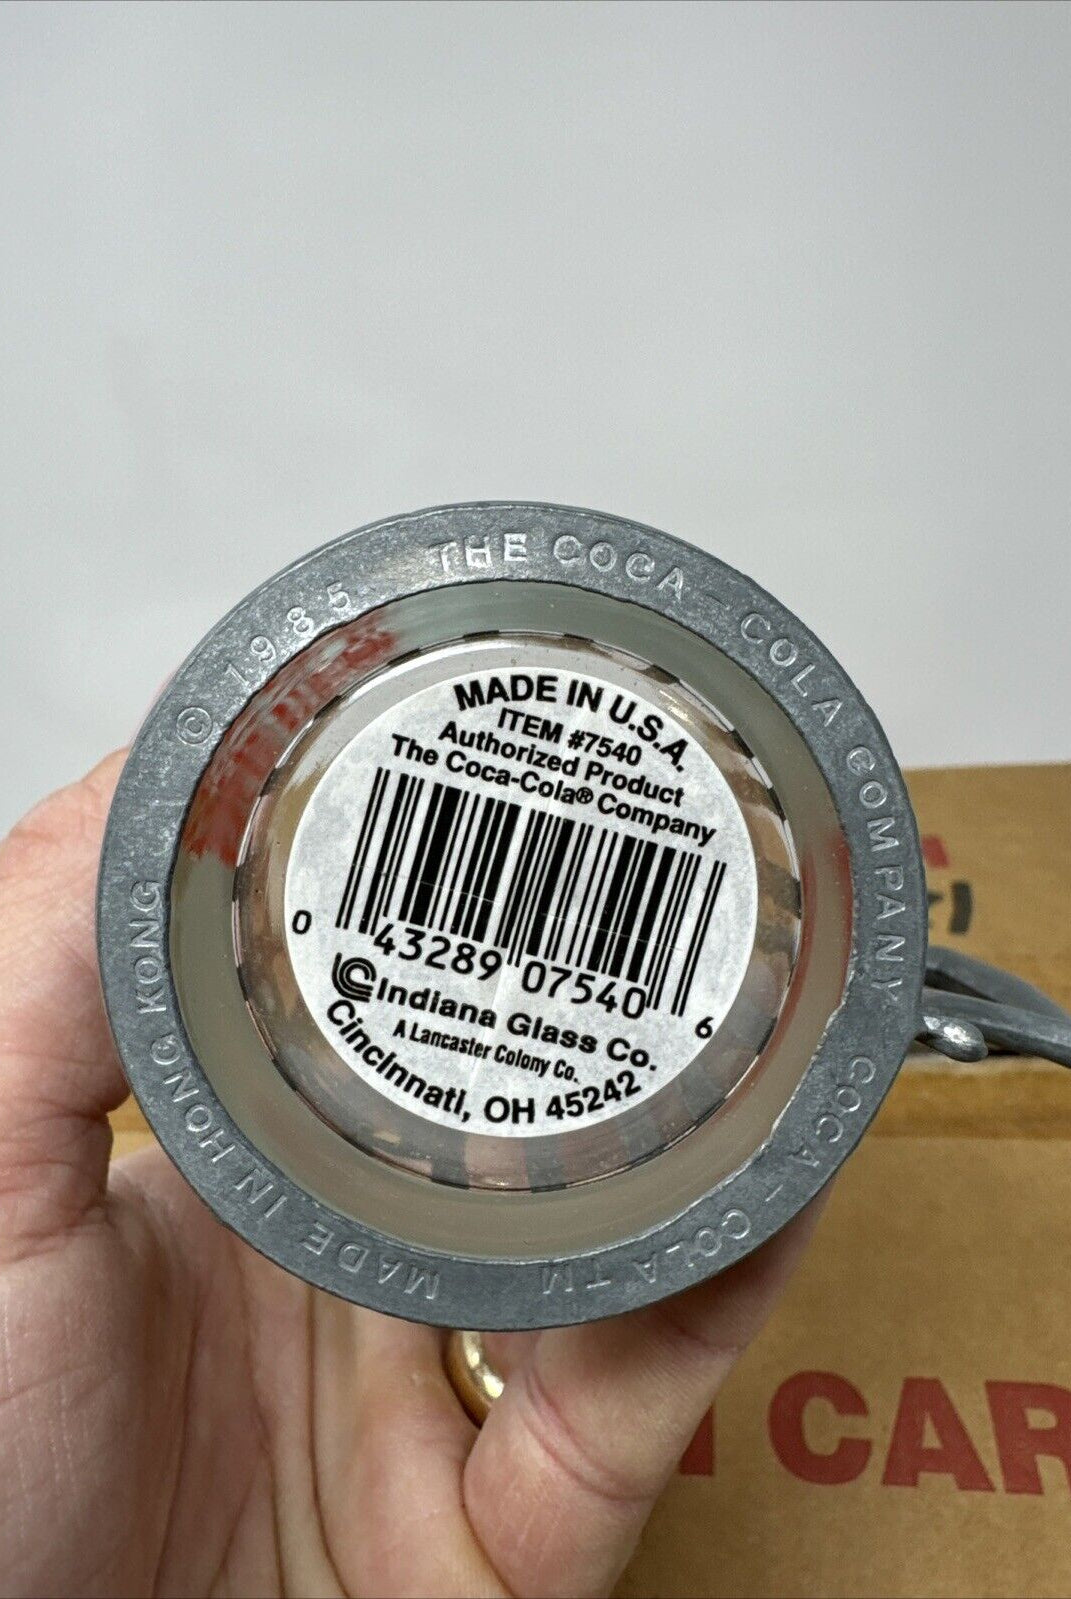 © 1985 THE COCA-COLA COMPANY
COCA-COLA TM
MADE IN HONG KONG
MADE IN U.S.A.
ITEM #7540
Authorized Product
The Coca-Cola® Company
0 43289 07540 6
Indiana Glass Co.
A Lancaster Colony Co.
Cincinnati, OH 45242
CAR